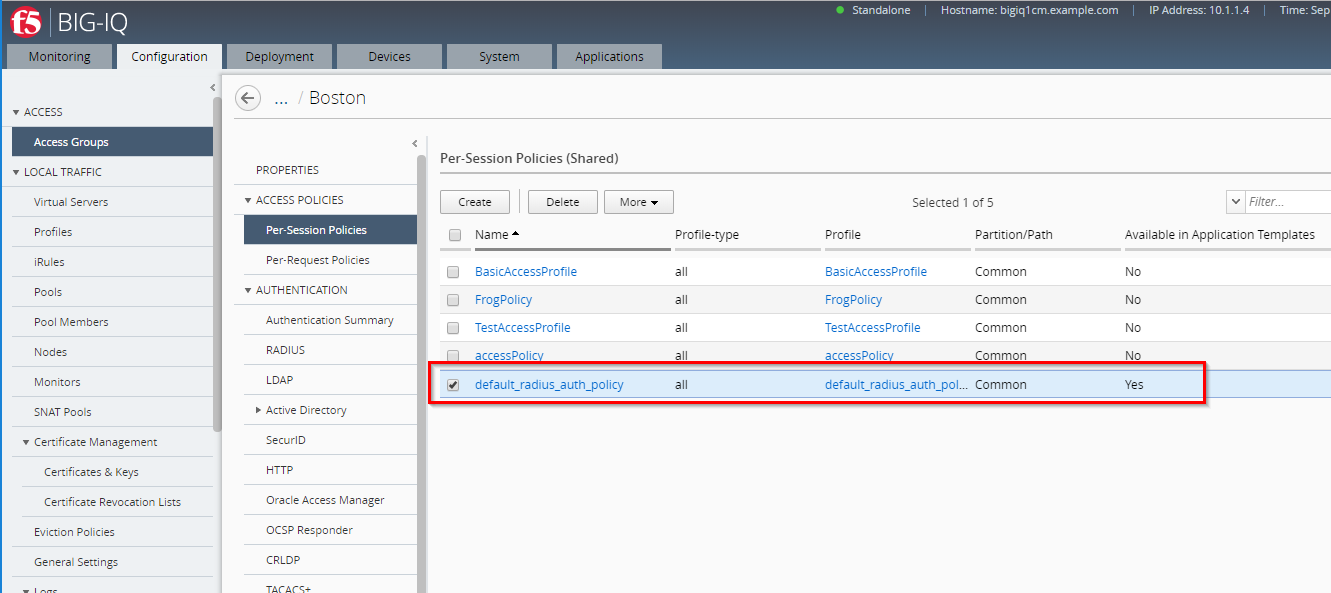 Standalone Hostname: bigiq1cm.example.com IP Address: 10.1.1.4 Time: Sep
f5 BIG-IQ
Monitoring Configuration Deployment Devices System Applications
ACCESS
Access Groups
LOCAL TRAFFIC
Virtual Servers
Profiles
iRules
Pools
Pool Members
Nodes
Monitors
SNAT Pools
Certificate Management
Certificates & Keys
Certificate Revocation Lists
Eviction Policies
General Settings
Logs
... / Boston
PROPERTIES
ACCESS POLICIES
Per-Session Policies
Per-Request Policies
AUTHENTICATION
Authentication Summary
RADIUS
LDAP
Active Directory
SecurID
HTTP
Oracle Access Manager
OCSP Responder
CRLDP
TACACS+
Per-Session Policies (Shared)
Create Delete More Selected 1 of 5 Filter...
Name Profile-type Profile Partition/Path Available in Application Templates
BasicAccessProfile all BasicAccessProfile Common No
FrogPolicy all FrogPolicy Common No
TestAccessProfile all TestAccessProfile Common No
accessPolicy all accessPolicy Common No
default_radius_auth_policy all default_radius_auth_pol... Common Yes